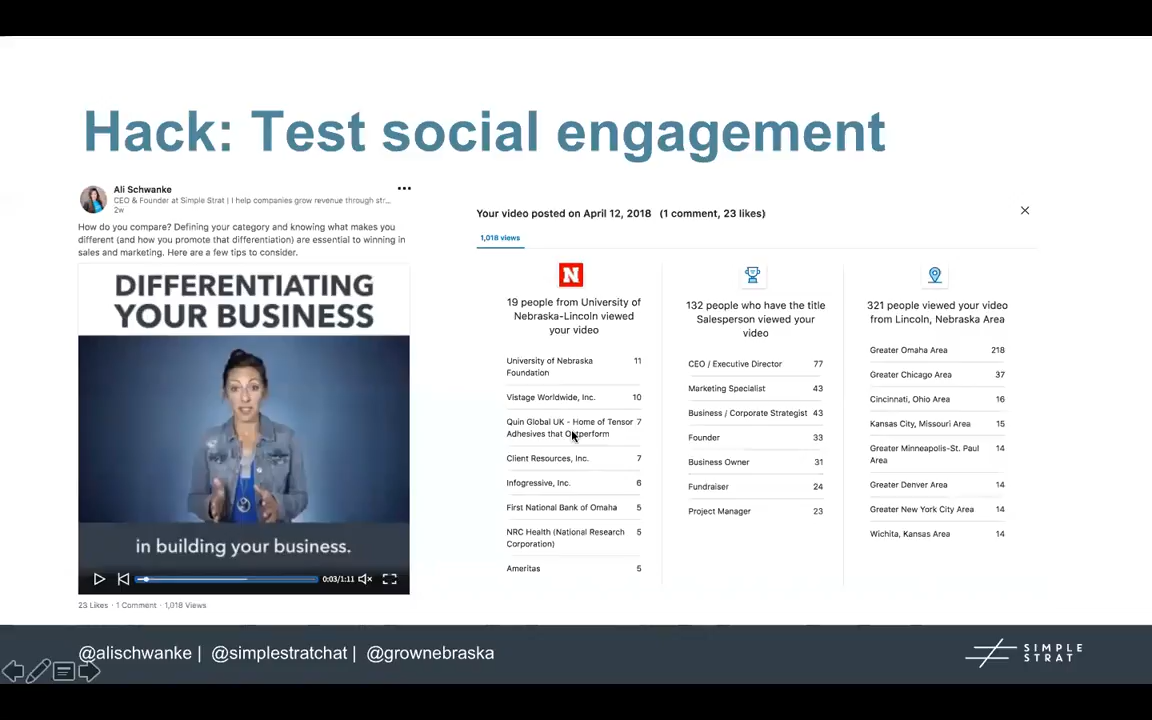 Hack: Test social engagement
Ali Schwanke
CEO & Founder at Simple Strat | I help companies grow revenue through str...
2w
How do you compare? Defining your category and knowing what makes you
different (and how you promote that differentiation) are essential to winning in
sales and marketing. Here are a few tips to consider.
DIFFERENTIATING
YOUR BUSINESS
in building your business.
0:03/1:11
23 Likes · 1 Comment · 1,018 Views
Your video posted on April 12, 2018 (1 comment, 23 likes)
1,018 views
N
19 people from University of
Nebraska-Lincoln viewed
your video
University of Nebraska 11
Foundation
Vistage Worldwide, Inc. 10
Quin Global UK - Home of Tensor 7
Adhesives that Outperform
Client Resources, Inc. 7
Infogressive, Inc. 6
First National Bank of Omaha 5
NRC Health (National Research 5
Corporation)
Ameritas 5
132 people who have the title
Salesperson viewed your
video
CEO / Executive Director 77
Marketing Specialist 43
Business / Corporate Strategist 43
Founder 33
Business Owner 31
Fundraiser 24
Project Manager 23
321 people viewed your video
from Lincoln, Nebraska Area
Greater Omaha Area 218
Greater Chicago Area 37
Cincinnati, Ohio Area 16
Kansas City, Missouri Area 15
Greater Minneapolis-St. Paul 14
Area
Greater Denver Area 14
Greater New York City Area 14
Wichita, Kansas Area 14
@alischwanke | @simplestratchat | @grownebraska
SIMPLE
STRAT